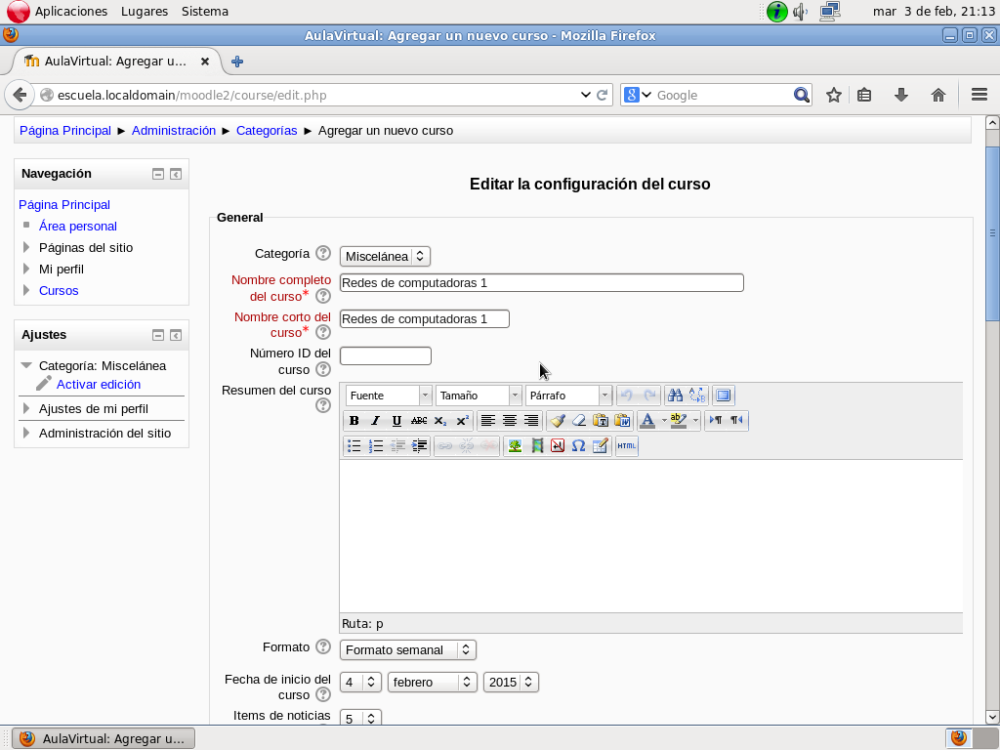 Aplicaciones Lugares Sistema mar 3 de feb, 21:13
AulaVirtual: Agregar un nuevo curso - Mozilla Firefox
AulaVirtual: Agregar u...
escuela.localdomain/moodle2/course/edit.php Google
Página Principal ► Administración ► Categorías ► Agregar un nuevo curso
Navegación
Página Principal
Área personal
Páginas del sitio
Mi perfil
Cursos
Ajustes
Categoría: Miscelánea
Activar edición
Ajustes de mi perfil
Administración del sitio
Editar la configuración del curso
General
Categoría Miscelánea
Nombre completo
del curso*
Redes de computadoras 1
Nombre corto del
curso*
Redes de computadoras 1
Número ID del
curso
Resumen del curso
Fuente Tamaño Párrafo
B I U ABC x₂ x²
A ab
HTML
Ruta: p
Formato Formato semanal
Fecha de inicio del
curso
4 febrero 2015
Items de noticias
5
AulaVirtual: Agregar u...